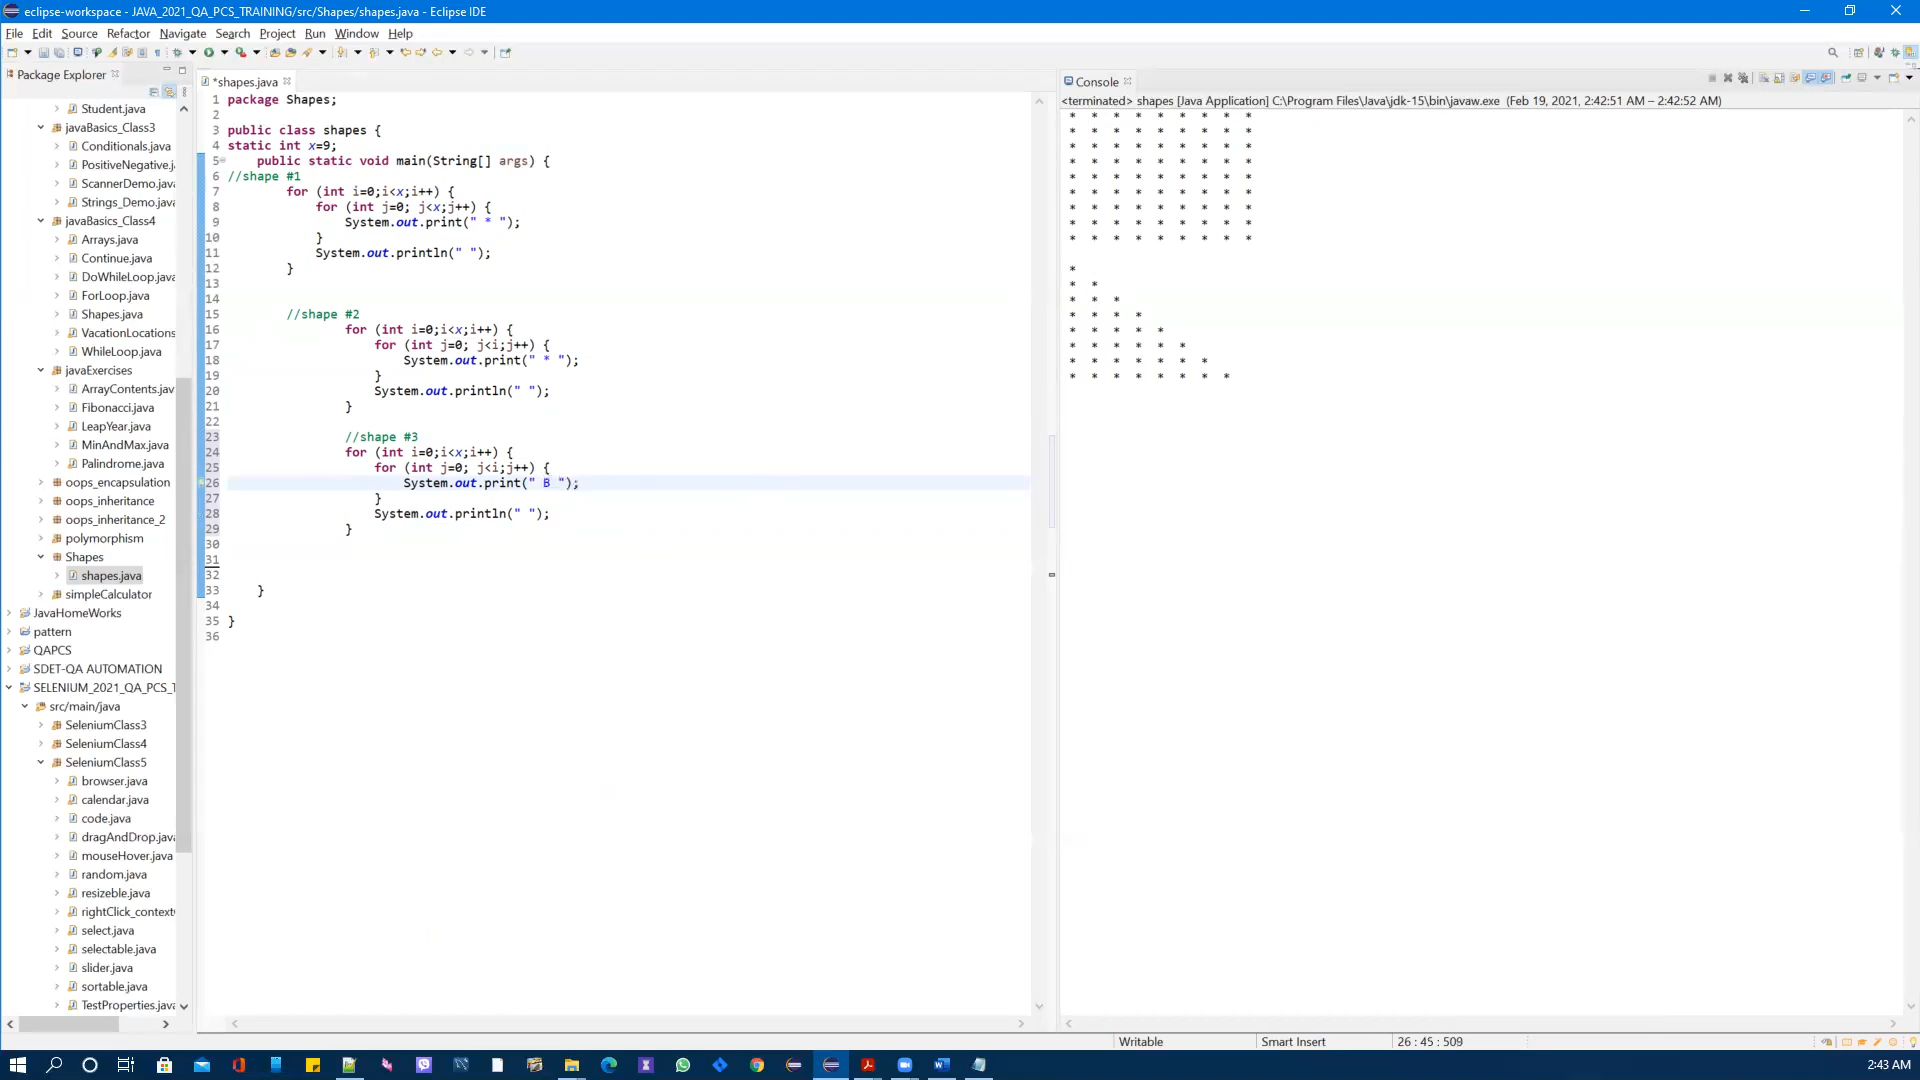 eclipse-workspace - JAVA_2021_QA_PCS_TRAINING/src/Shapes/shapes.java - Eclipse IDE
File Edit Source Refactor Navigate Search Project Run Window Help
Package Explorer
Student.java
javaBasics_Class3
Conditionals.java
PositiveNegative.j
ScannerDemo.java
Strings_Demo.java
javaBasics_Class4
Arrays.java
Continue.java
DoWhileLoop.java
ForLoop.java
Shapes.java
VacationLocations
WhileLoop.java
javaExercises
ArrayContents.jav
Fibonacci.java
LeapYear.java
MinAndMax.java
Palindrome.java
oops_encapsulation
oops_inheritance
oops_inheritance_2
polymorphism
Shapes
shapes.java
simpleCalculator
JavaHomeWorks
pattern
QAPCS
SDET-QA AUTOMATION
SELENIUM_2021_QA_PCS_T
src/main/java
SeleniumClass3
SeleniumClass4
SeleniumClass5
browser.java
calendar.java
code.java
dragAndDrop.java
mouseHover.java
random.java
resizeble.java
rightClick_context
select.java
selectable.java
slider.java
sortable.java
TestProperties.java
*shapes.java
1 package Shapes;
2
3 public class shapes {
4 static int x=9;
5 public static void main(String[] args) {
6 //shape #1
7 for (int i=0;i<x;i++) {
8 for (int j=0; j<x;j++) {
9 System.out.print(" * ");
10 }
11 System.out.println(" ");
12 }
13
14
15 //shape #2
16 for (int i=0;i<x;i++) {
17 for (int j=0; j<i;j++) {
18 System.out.print(" * ");
19 }
20 System.out.println(" ");
21 }
22
23 //shape #3
24 for (int i=0;i<x;i++) {
25 for (int j=0; j<i;j++) {
26 System.out.print(" B ");
27 }
28 System.out.println(" ");
29 }
30
31
32
33 }
34
35 }
36
Console
<terminated> shapes [Java Application] C:\Program Files\Java\jdk-15\bin\javaw.exe (Feb 19, 2021, 2:42:51 AM – 2:42:52 AM)
* * * * * * * * *
* * * * * * * * *
* * * * * * * * *
* * * * * * * * *
* * * * * * * * *
* * * * * * * * *
* * * * * * * * *
* * * * * * * * *
* * * * * * * * *
*
* *
* * *
* * * *
* * * * *
* * * * * *
* * * * * * *
* * * * * * * *
Writable Smart Insert 26 : 45 : 509
2:43 AM